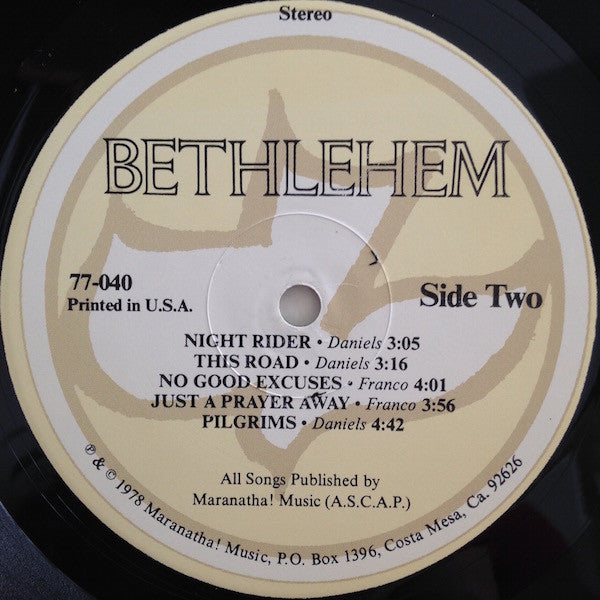 Stereo
BETHLEHEM
77-040
Printed in U.S.A.
Side Two
NIGHT RIDER • Daniels 3:05
THIS ROAD • Daniels 3:16
NO GOOD EXCUSES • Franco 4:01
JUST A PRAYER AWAY • Franco 3:56
PILGRIMS • Daniels 4:42
All Songs Published by
Maranatha! Music (A.S.C.A.P.)
℗ & © 1978 Maranatha! Music, P.O. Box 1396, Costa Mesa, Ca. 92626